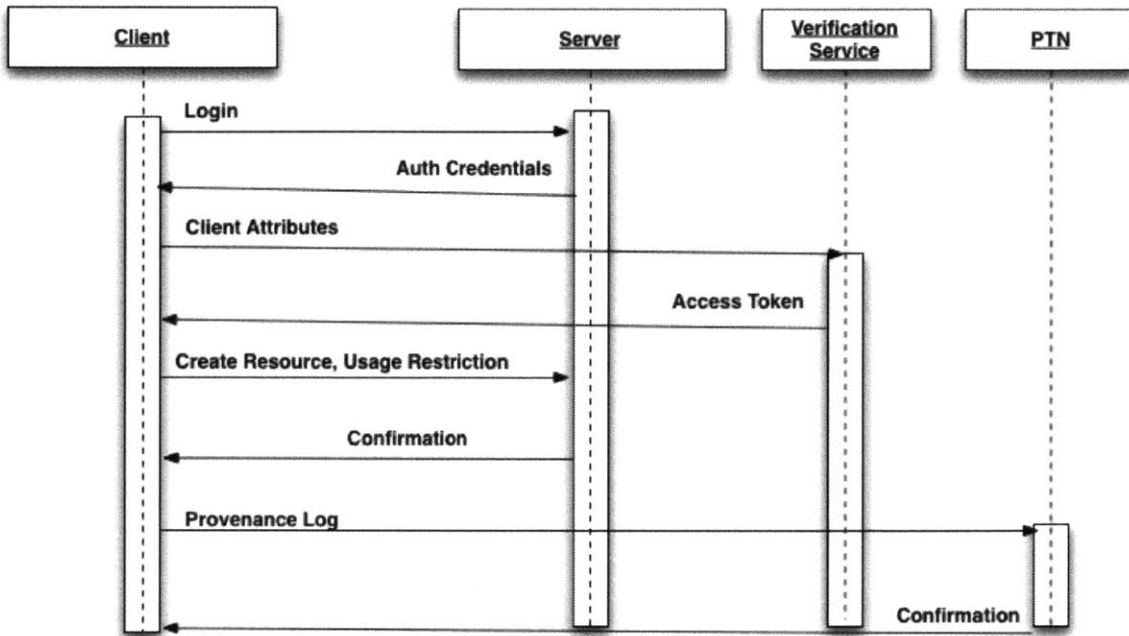 Client
Server
Verification
Service
PTN
Login
Auth Credentials
Client Attributes
Access Token
Create Resource, Usage Restriction
Confirmation
Provenance Log
Confirmation